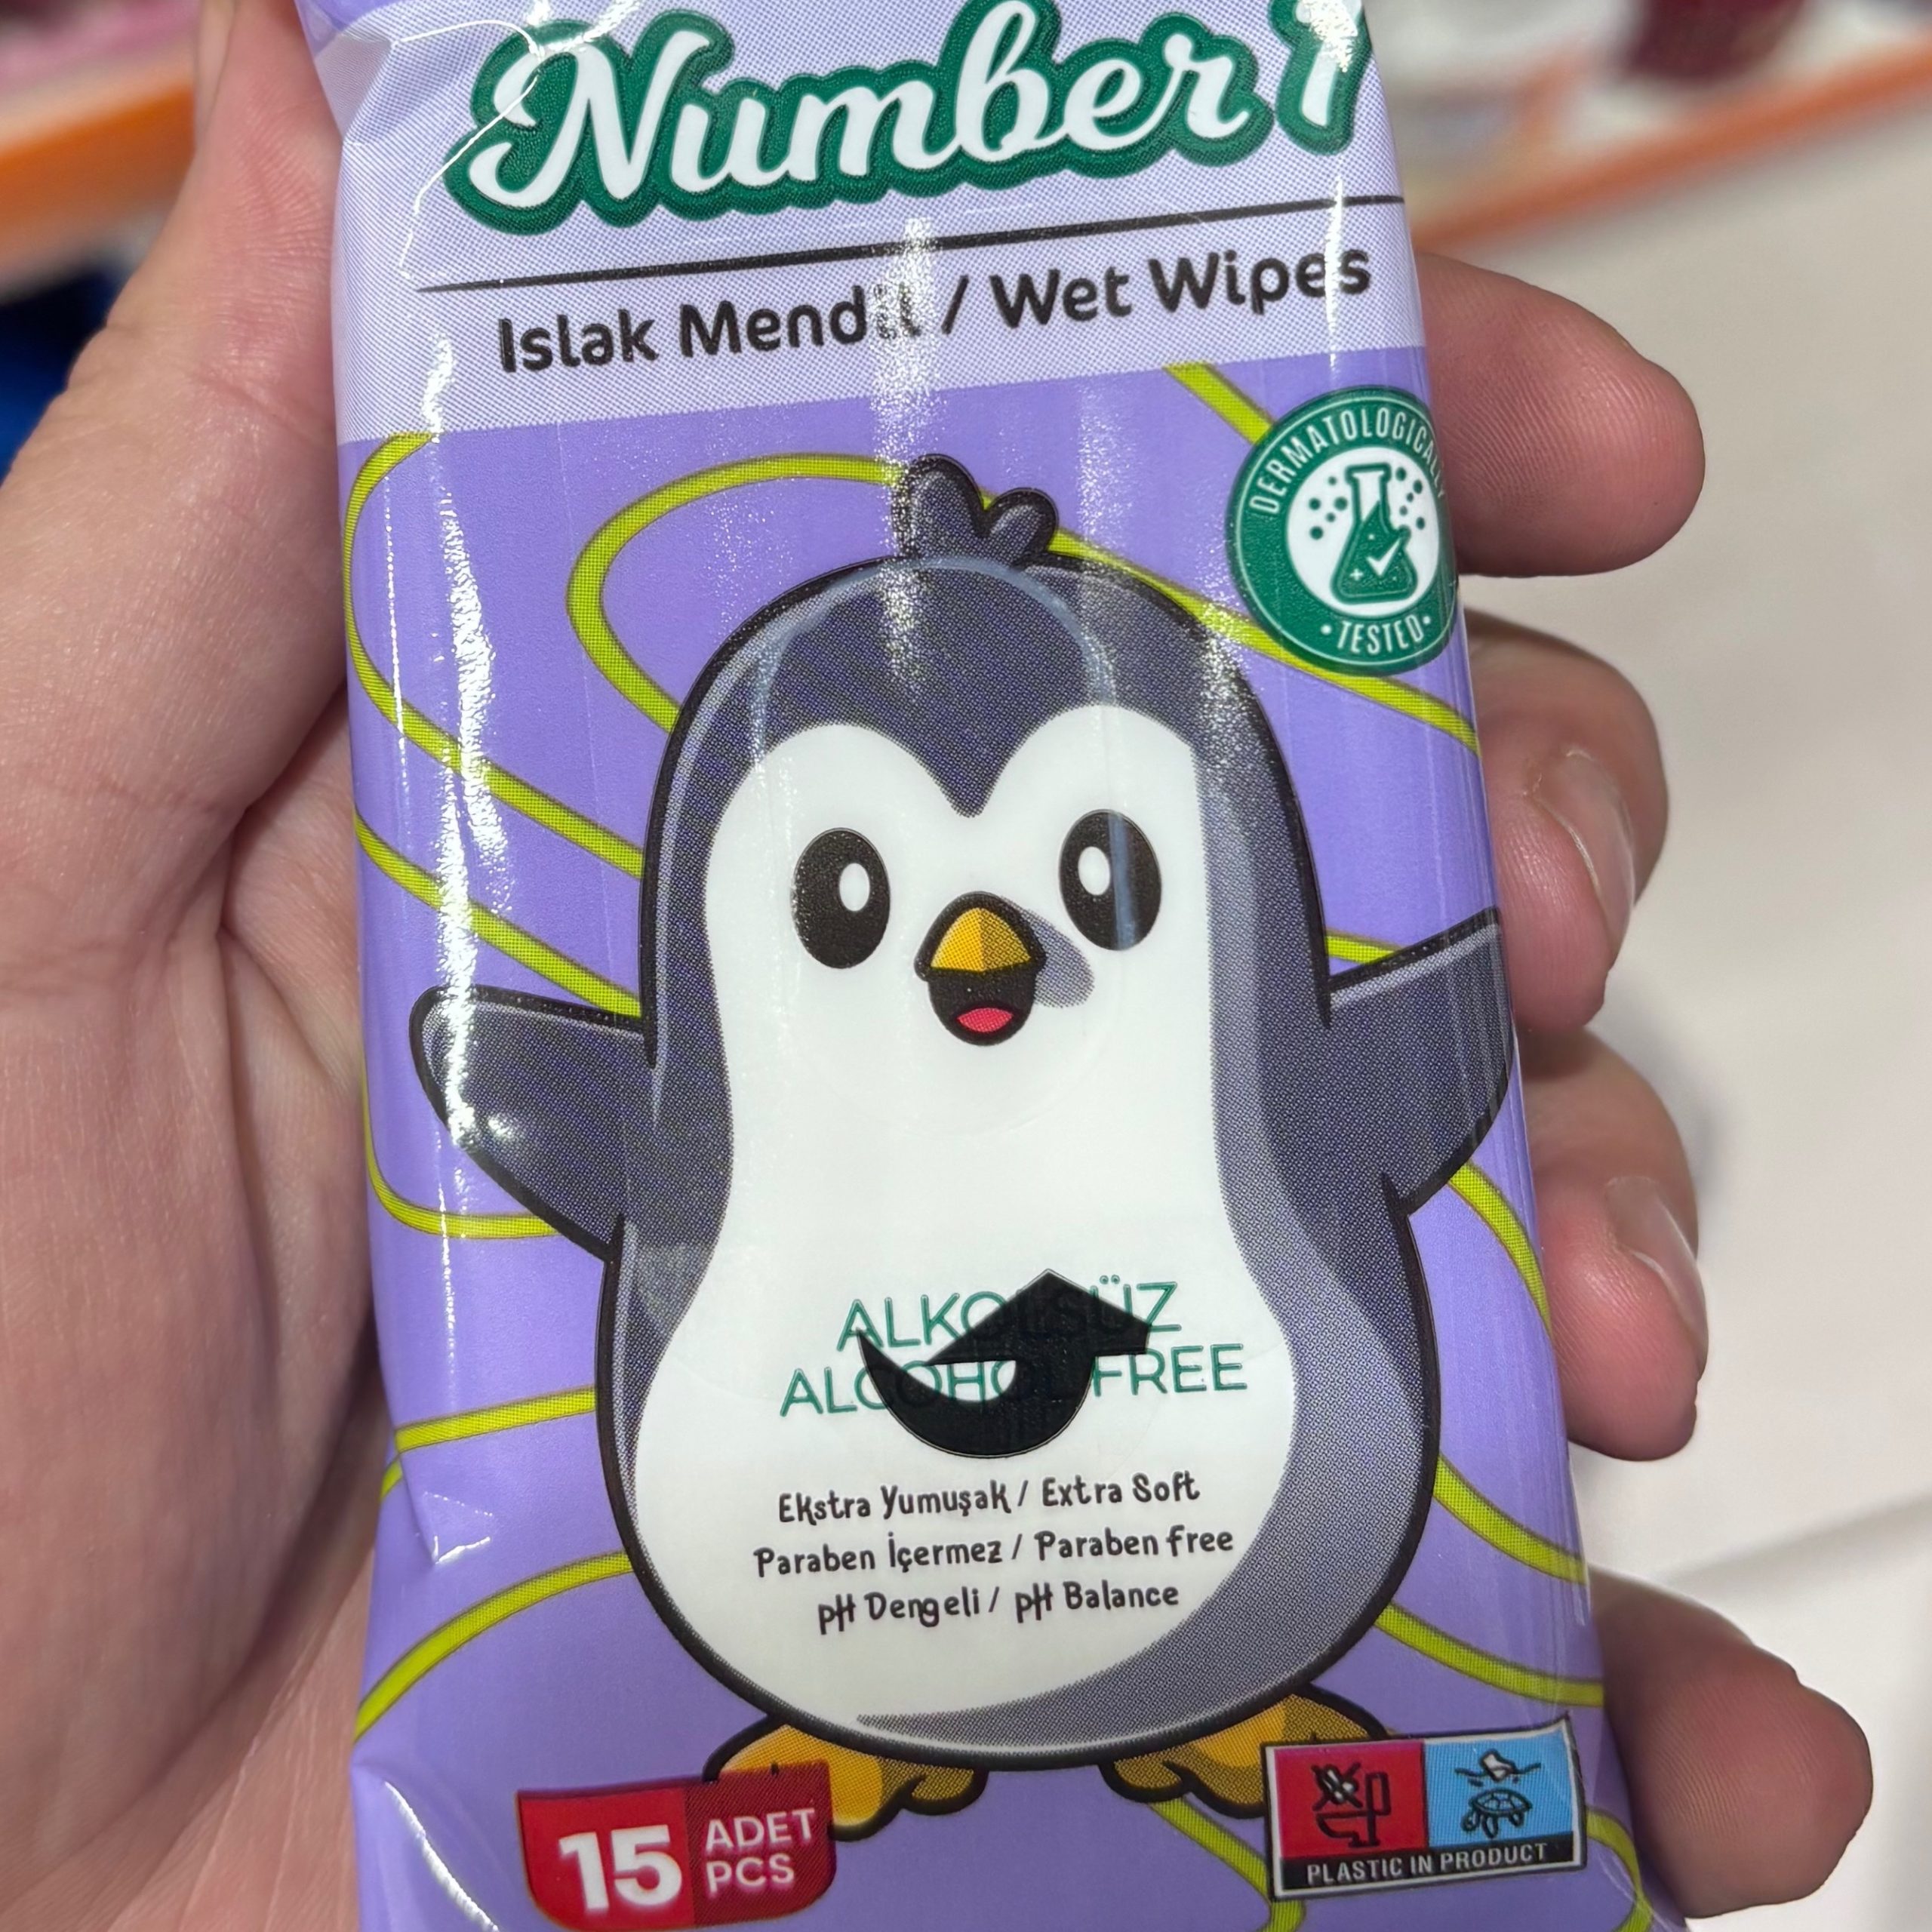 Number 1
Islak Mendil / Wet Wipes
DERMATOLOGICALLY
• TESTED •
ALKOLSÜZ
ALCOHOL FREE
Ekstra Yumuşak / Extra Soft
Paraben İçermez / Paraben free
pH Dengeli / pH Balance
15 ADET
PCS
PLASTIC IN PRODUCT